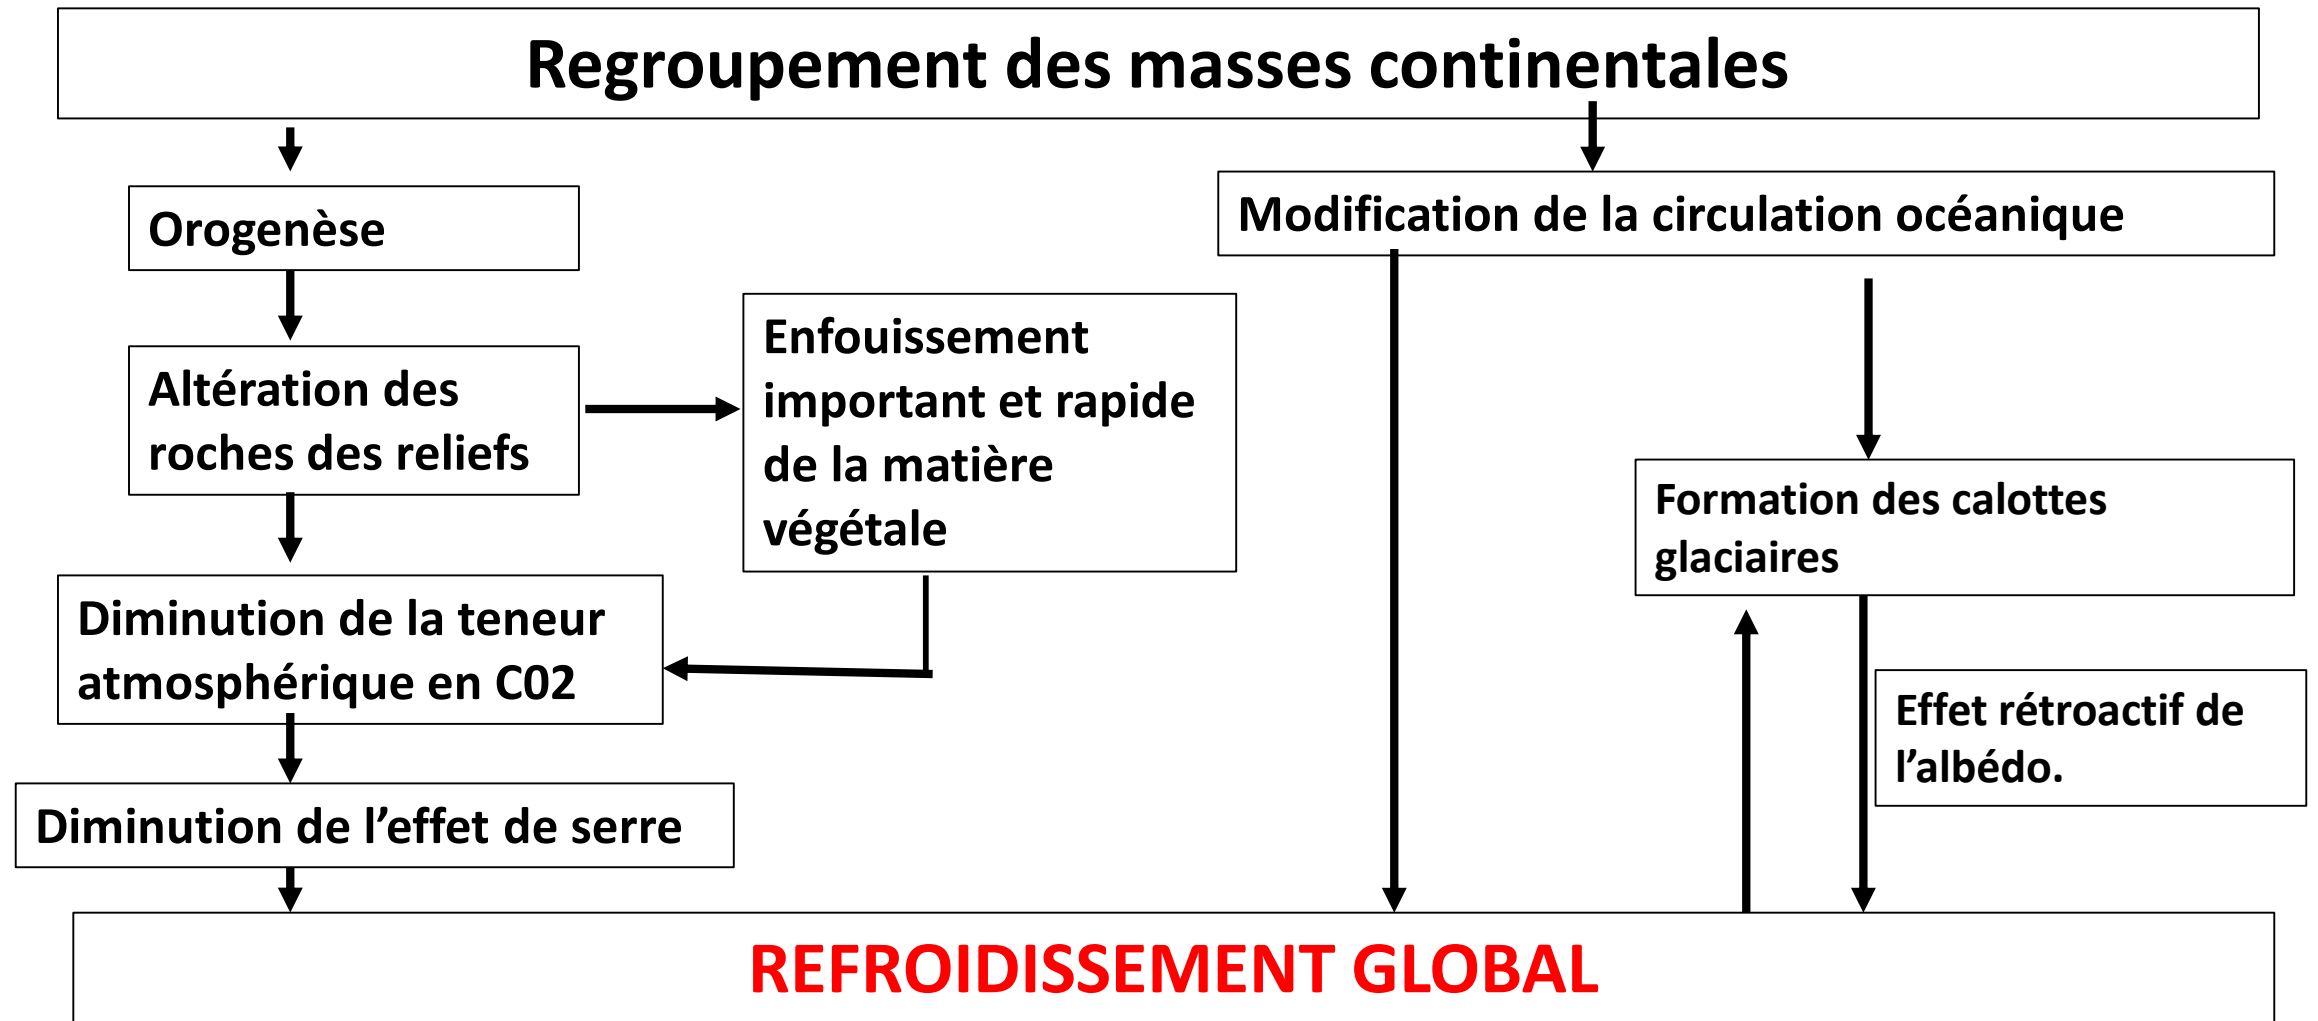 Regroupement des masses continentales
Orogenèse
Modification de la circulation océanique
Altération des
roches des reliefs
Enfouissement
important et rapide
de la matière
végétale
Formation des calottes
glaciaires
Diminution de la teneur
atmosphérique en C02
Effet rétroactif de
l’albédo.
Diminution de l’effet de serre
REFROIDISSEMENT GLOBAL